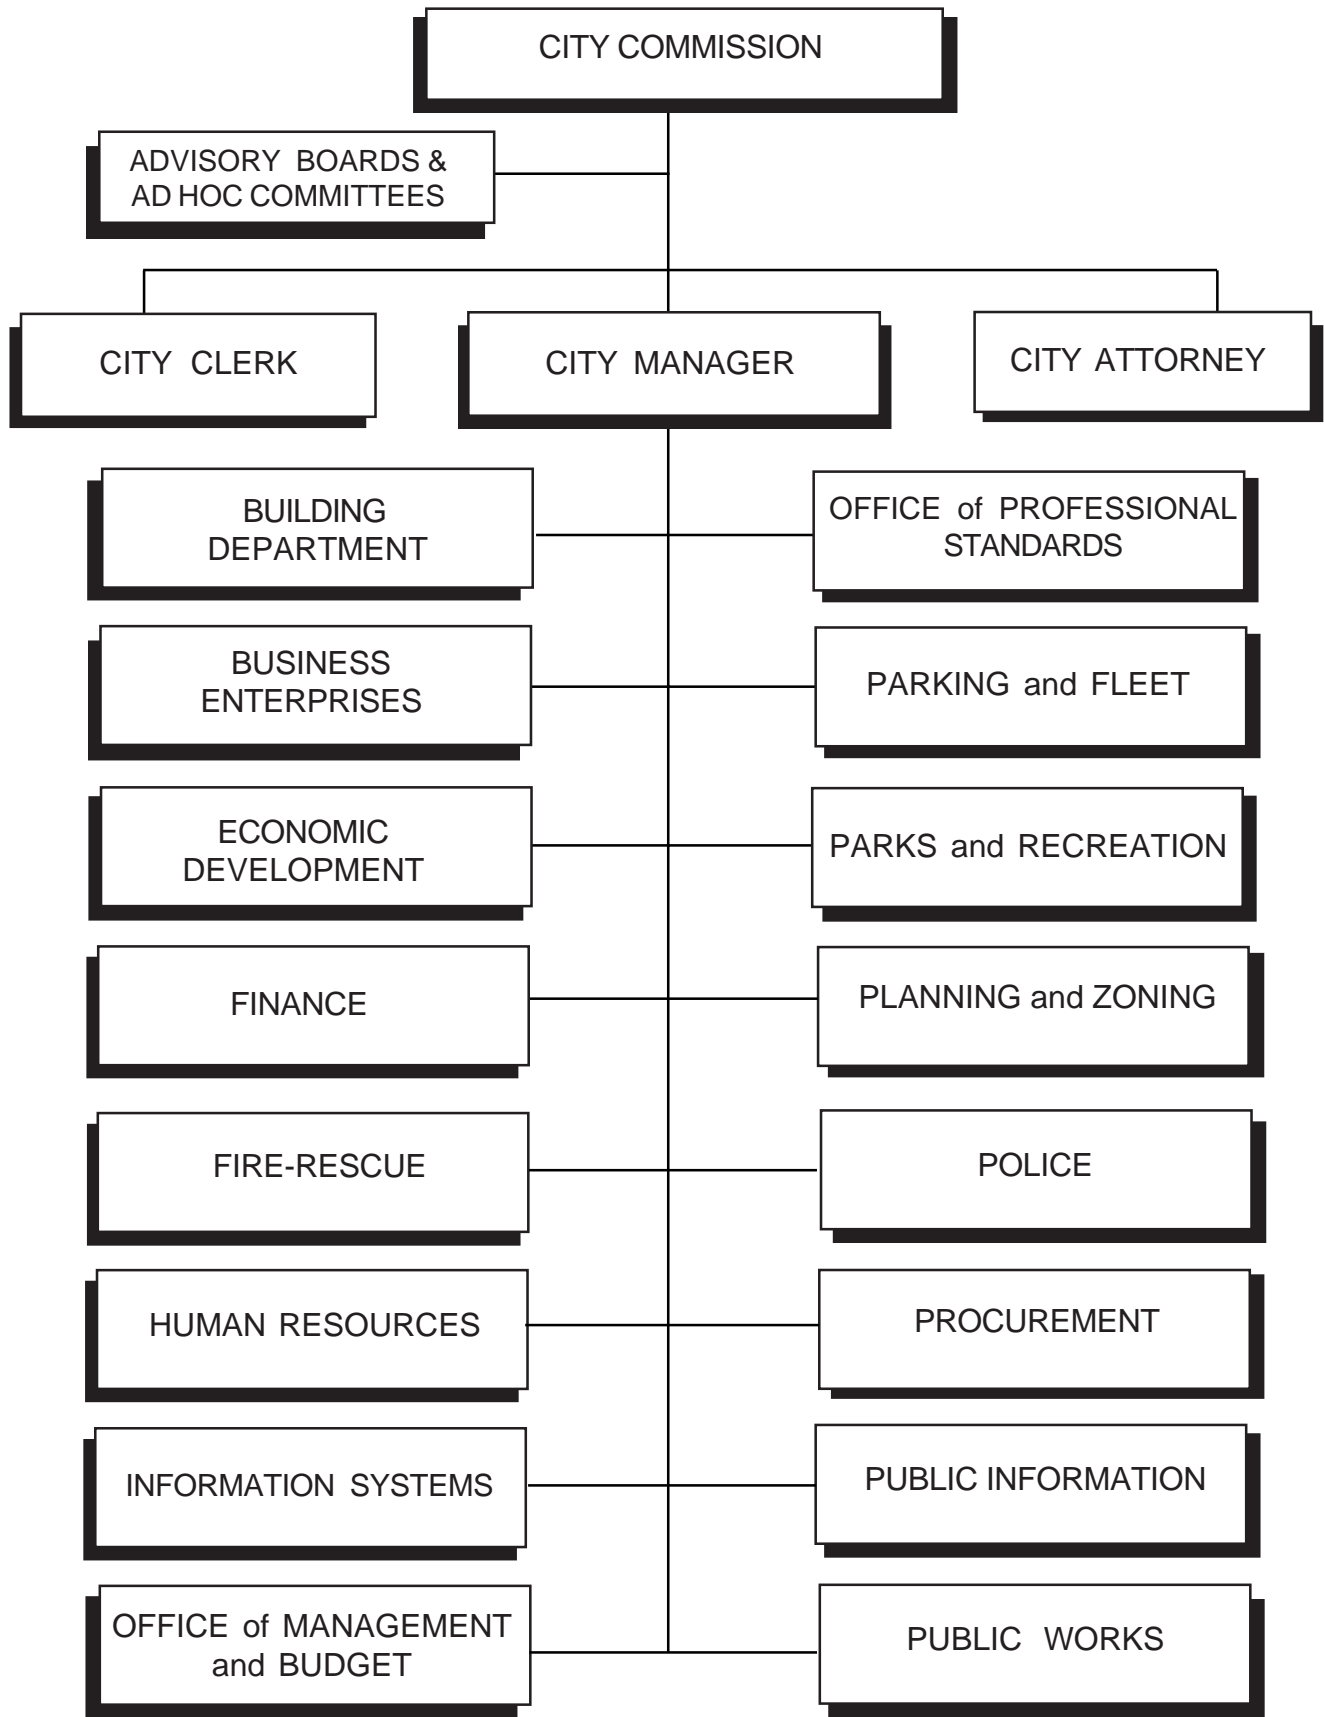 CITY COMMISSION
ADVISORY BOARDS &
AD HOC COMMITTEES
CITY CLERK
CITY MANAGER
CITY ATTORNEY
BUILDING
DEPARTMENT
OFFICE of PROFESSIONAL
STANDARDS
BUSINESS
ENTERPRISES
PARKING and FLEET
ECONOMIC
DEVELOPMENT
PARKS and RECREATION
FINANCE
PLANNING and ZONING
FIRE-RESCUE
POLICE
HUMAN RESOURCES
PROCUREMENT
INFORMATION SYSTEMS
PUBLIC INFORMATION
OFFICE of MANAGEMENT
and BUDGET
PUBLIC WORKS